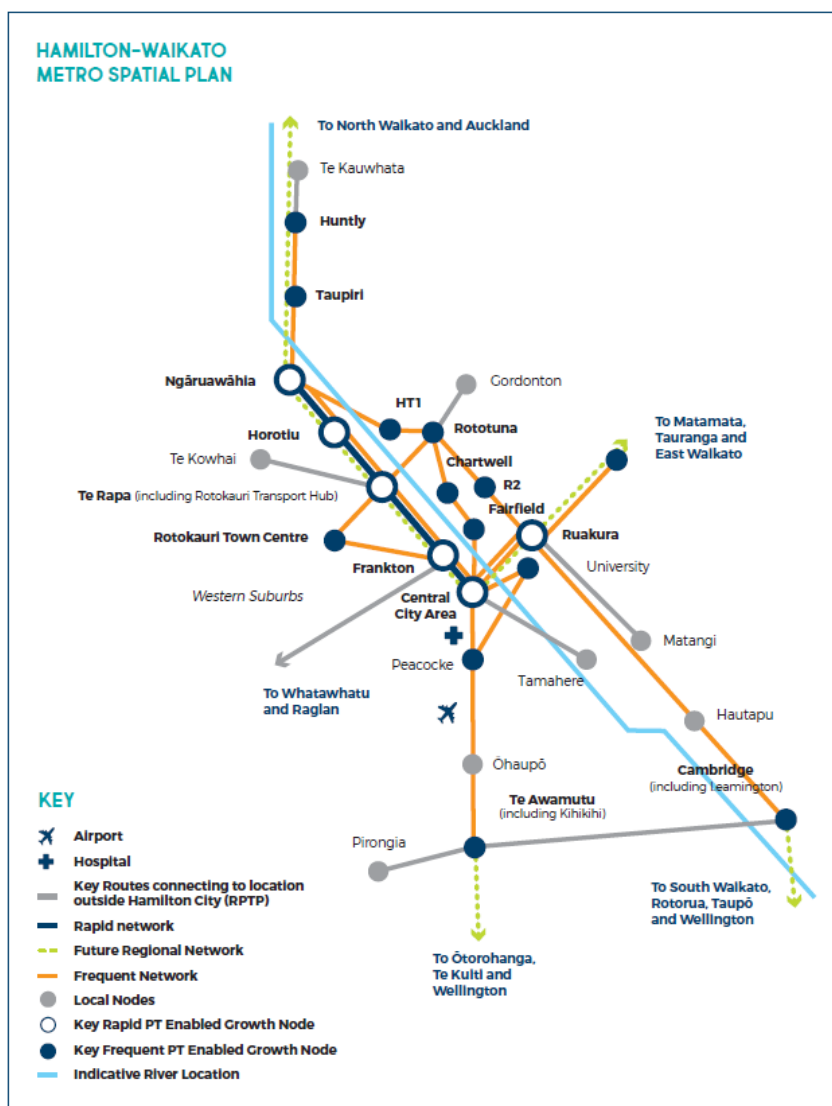 HAMILTON-WAIKATO
METRO SPATIAL PLAN
To North Waikato and Auckland
Te Kauwhata
Huntly
Taupiri
Ngāruawāhia
HT1
Gordonton
Horotiu
Rototuna
To Matamata,
Tauranga and
East Waikato
Te Kowhai
Chartwell
R2
Te Rapa (including Rotokauri Transport Hub)
Fairfield
Rotokauri Town Centre
Ruakura
Frankton
University
Western Suburbs
Central
City Area
Matangi
Peacocke
Tamahere
To Whatawhatu
and Raglan
Hautapu
Ōhaupō
Cambridge
(including Leamington)
Te Awamutu
(including Kihikihi)
Pirongia
To South Waikato,
Rotorua, Taupō
and Wellington
To Ōtorohanga,
Te Kuiti and
Wellington
KEY
Airport
Hospital
Key Routes connecting to location
outside Hamilton City (RPTP)
Rapid network
Future Regional Network
Frequent Network
Local Nodes
Key Rapid PT Enabled Growth Node
Key Frequent PT Enabled Growth Node
Indicative River Location